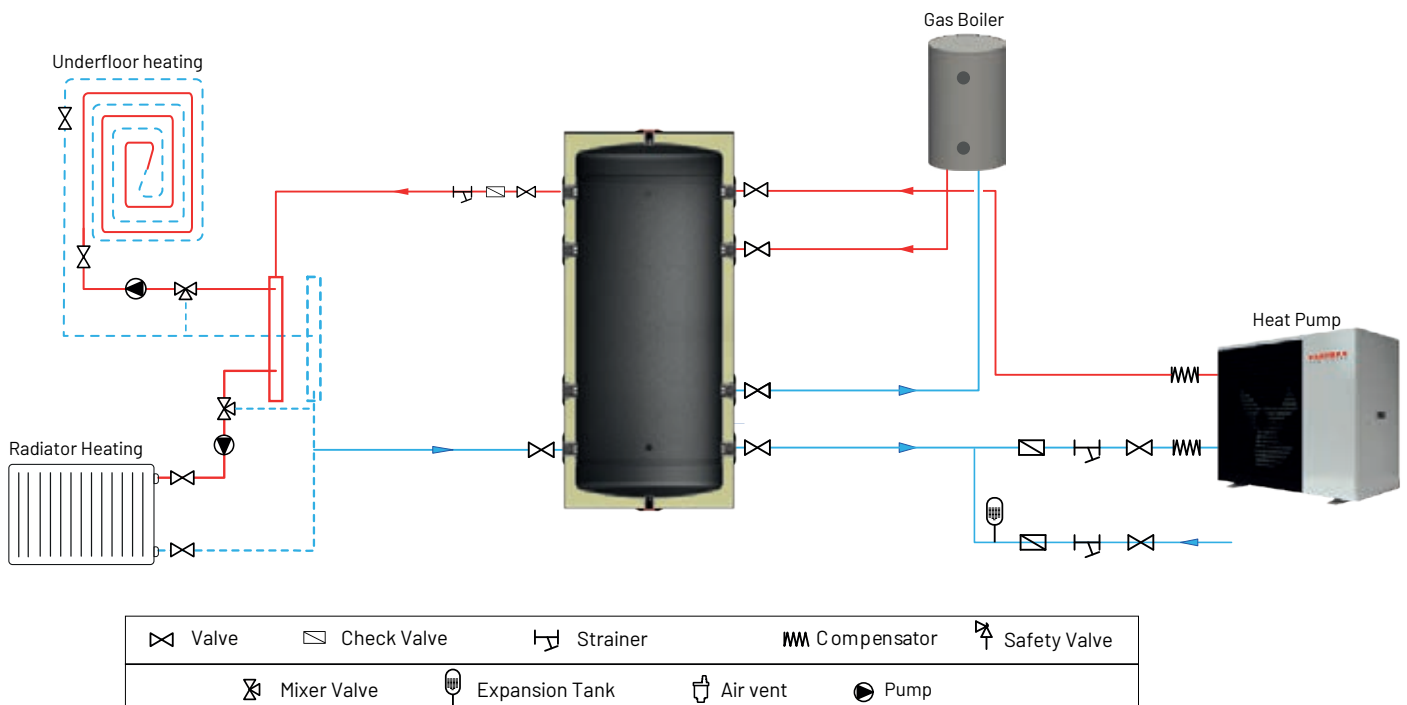 Gas Boiler
Underfloor heating
Heat Pump
Radiator Heating
Valve
Check Valve
Strainer
Compensator
Safety Valve
Mixer Valve
Expansion Tank
Air vent
Pump